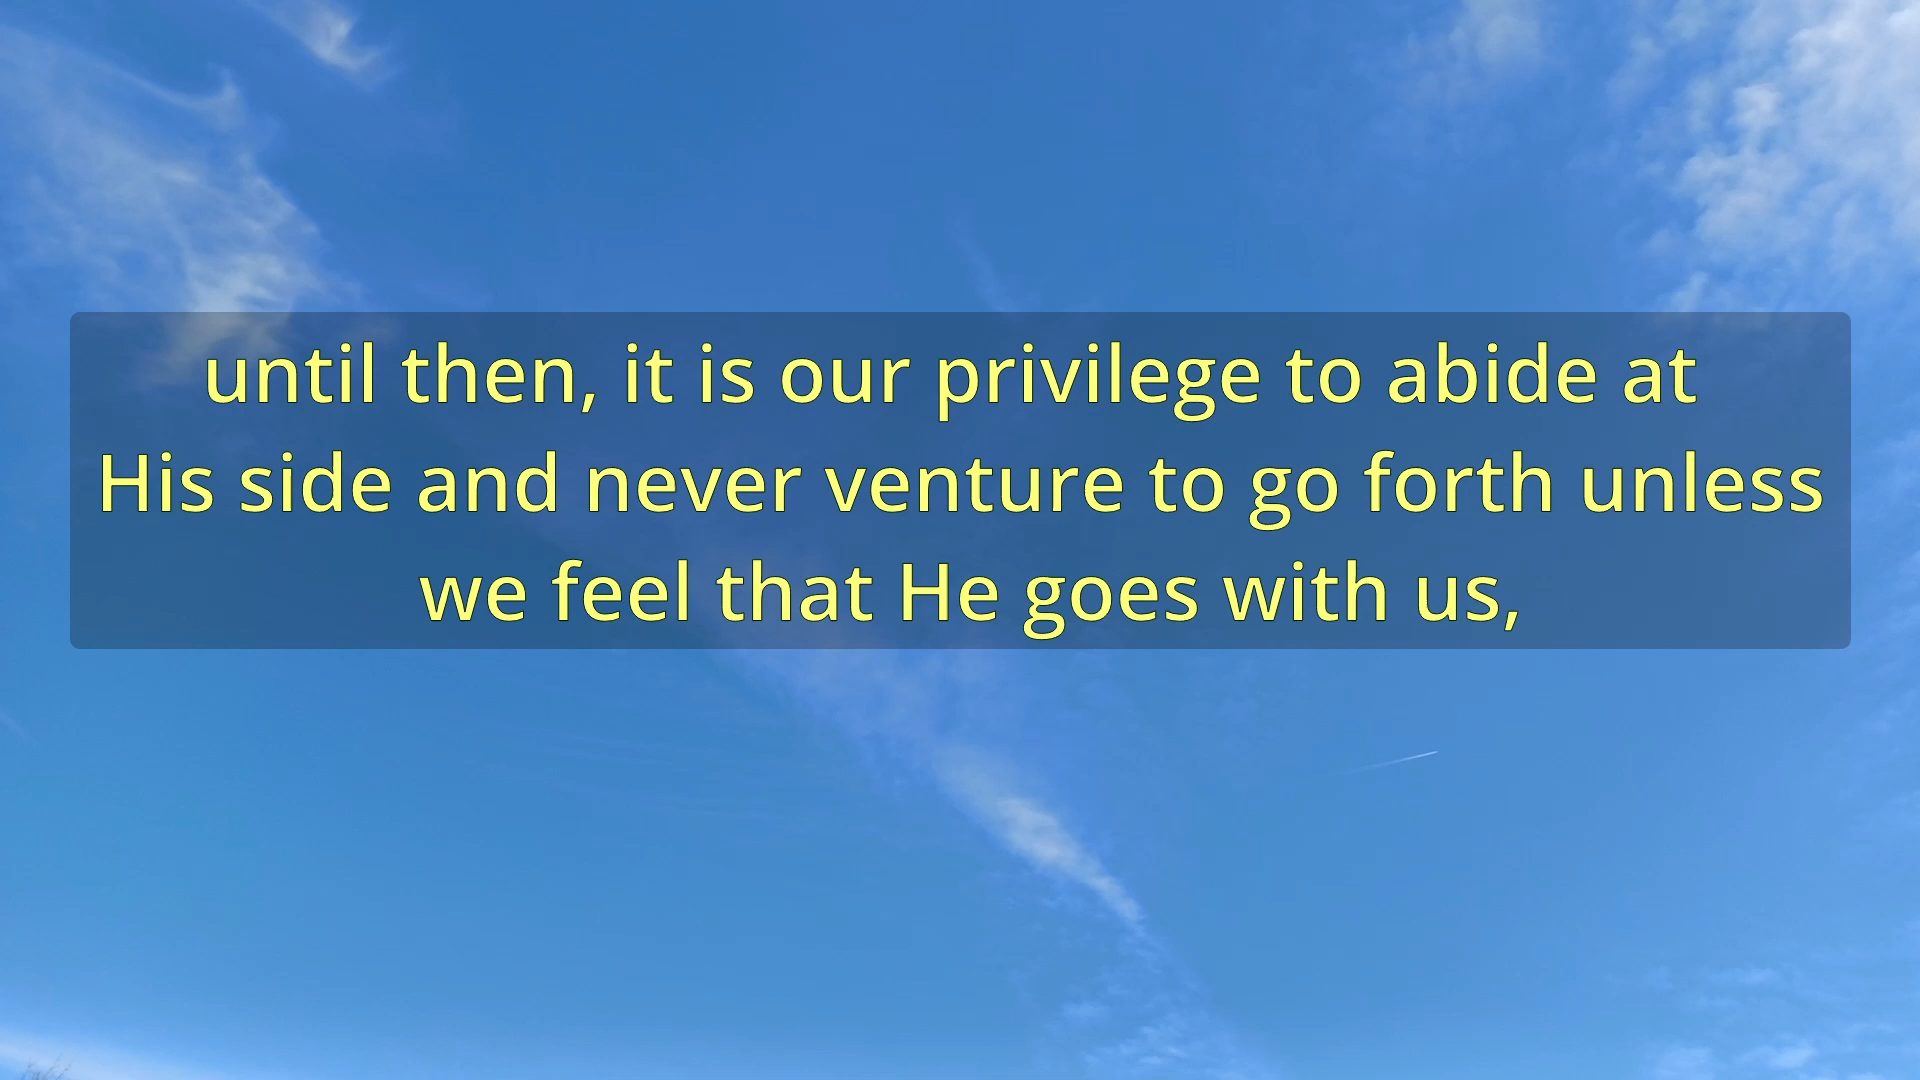 until then, it is our privilege to abide at
His side and never venture to go forth unless
we feel that He goes with us,